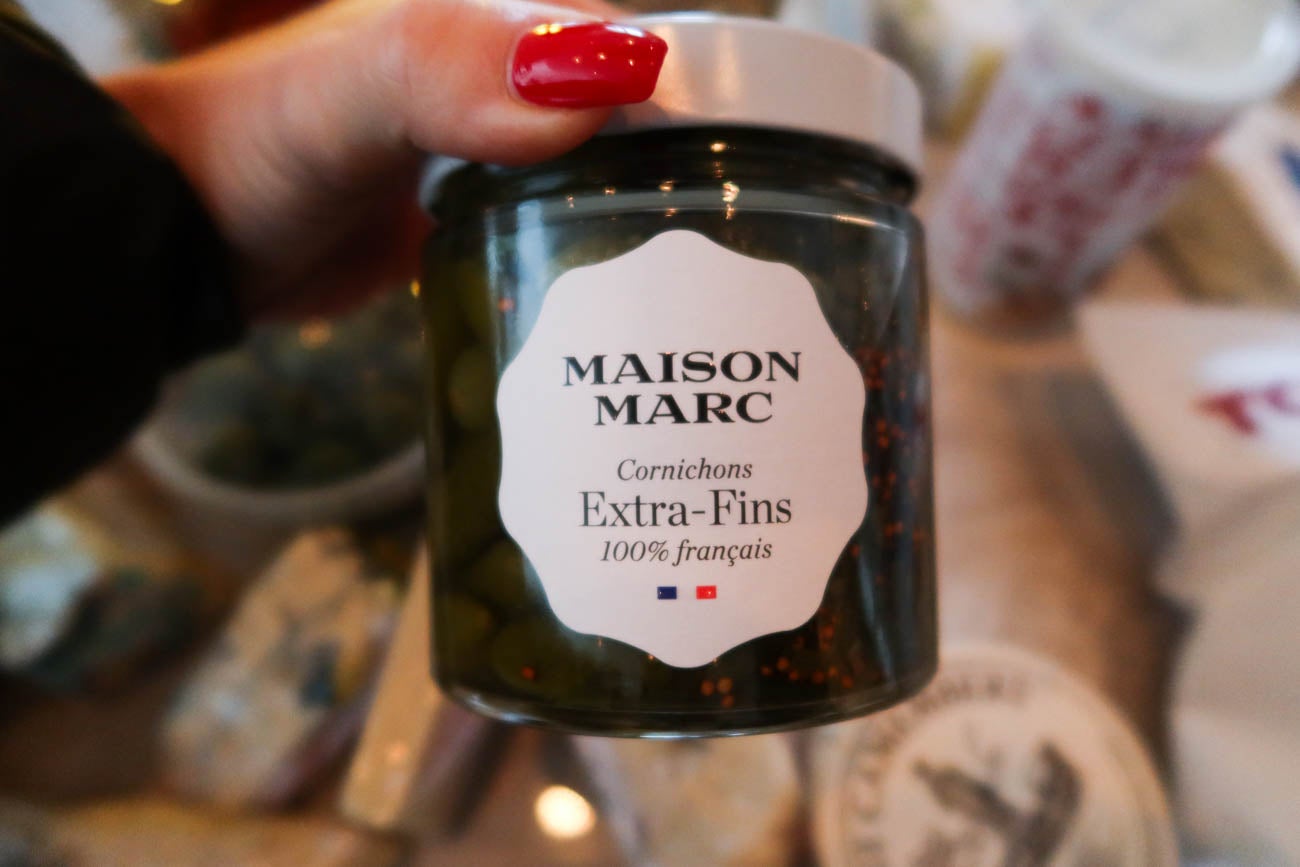 MAISON
MARC
Cornichons
Extra-Fins
100% français